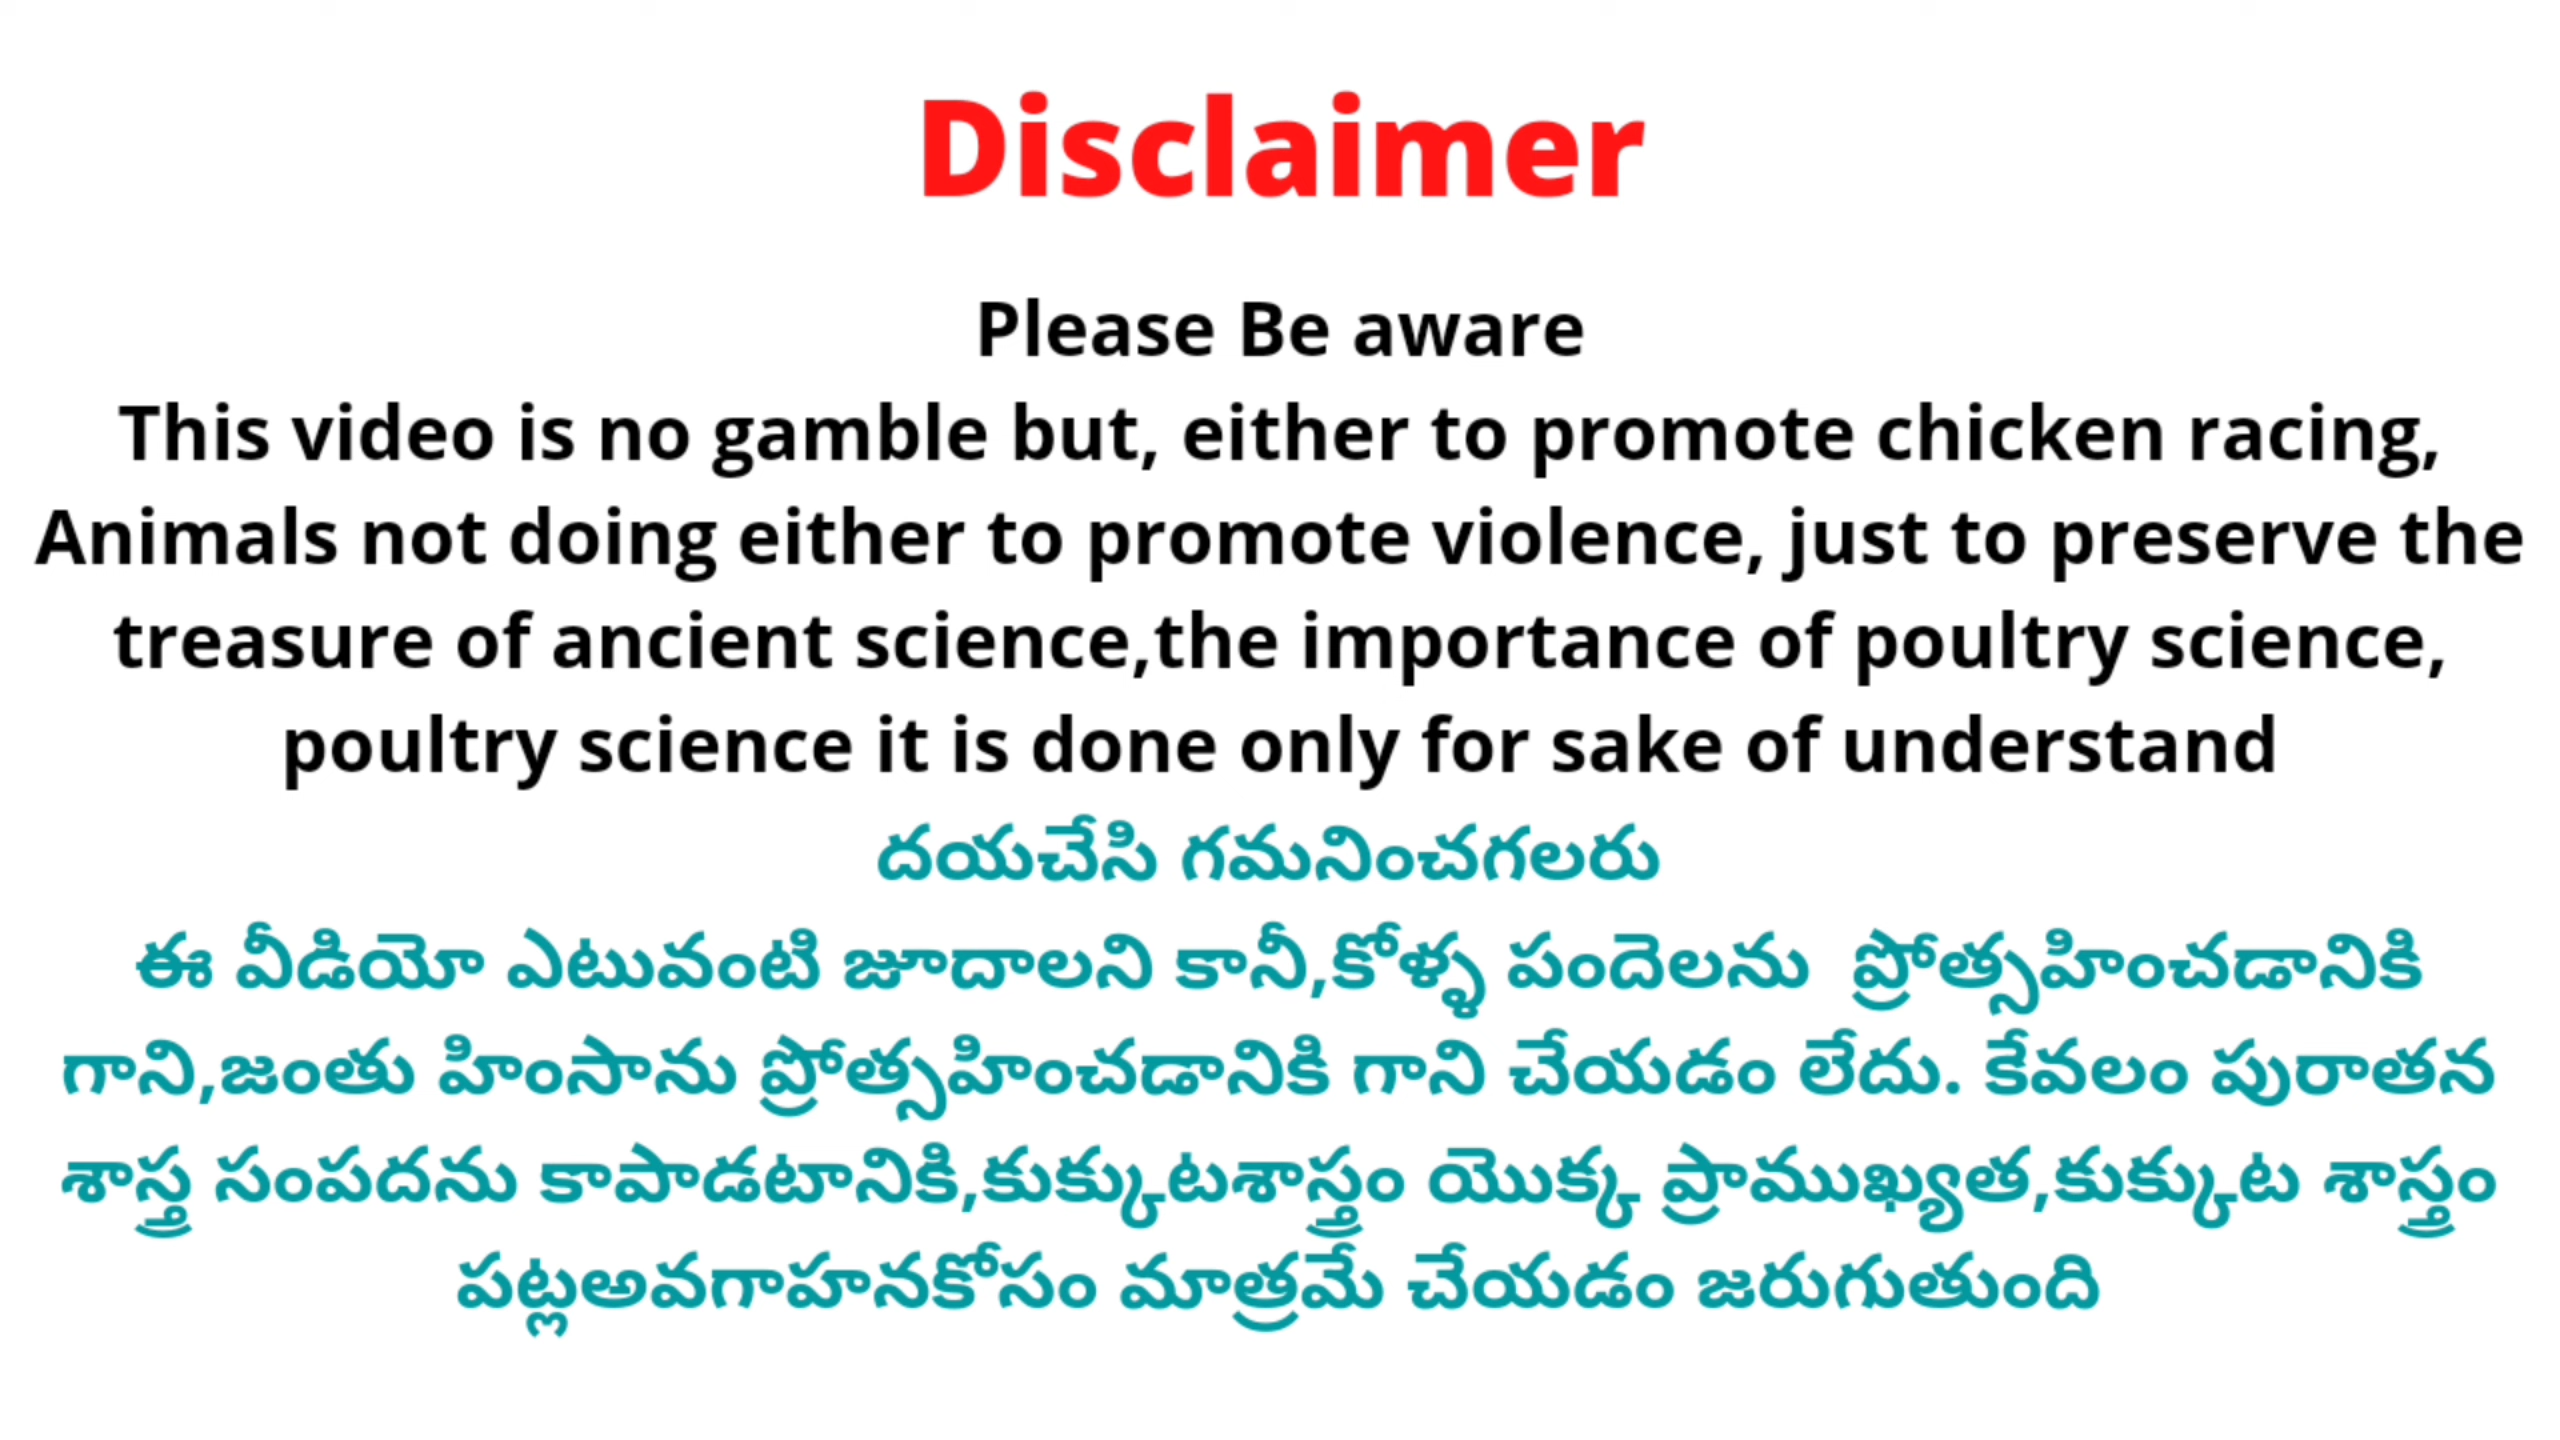 Disclaimer
Please Be aware
This video is no gamble but, either to promote chicken racing,
Animals not doing either to promote violence, just to preserve the
treasure of ancient science,the importance of poultry science,
poultry science it is done only for sake of understand
దయచేసి గమనించగలరు
ఈ వీడియో ఎటువంటి జూదాలని కానీ,కోళ్ళ పందెలను  ప్రోత్సహించడానికి
గాని,జంతు హింసాను ప్రోత్సహించడానికి గాని చేయడం లేదు. కేవలం పురాతన
శాస్త్ర సంపదను కాపాడటానికి,కుక్కుటశాస్త్రం యొక్క ప్రాముఖ్యత,కుక్కుట శాస్త్రం
పట్లఅవగాహనకోసం మాత్రమే చేయడం జరుగుతుంది